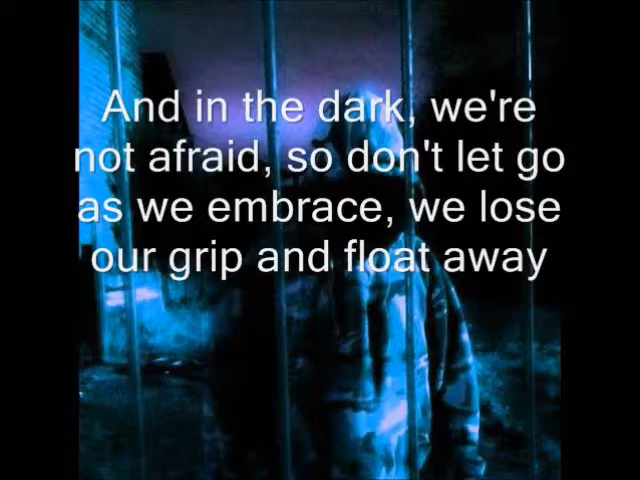 And in the dark, we're
not afraid, so don't let go
as we embrace, we lose
our grip and float away